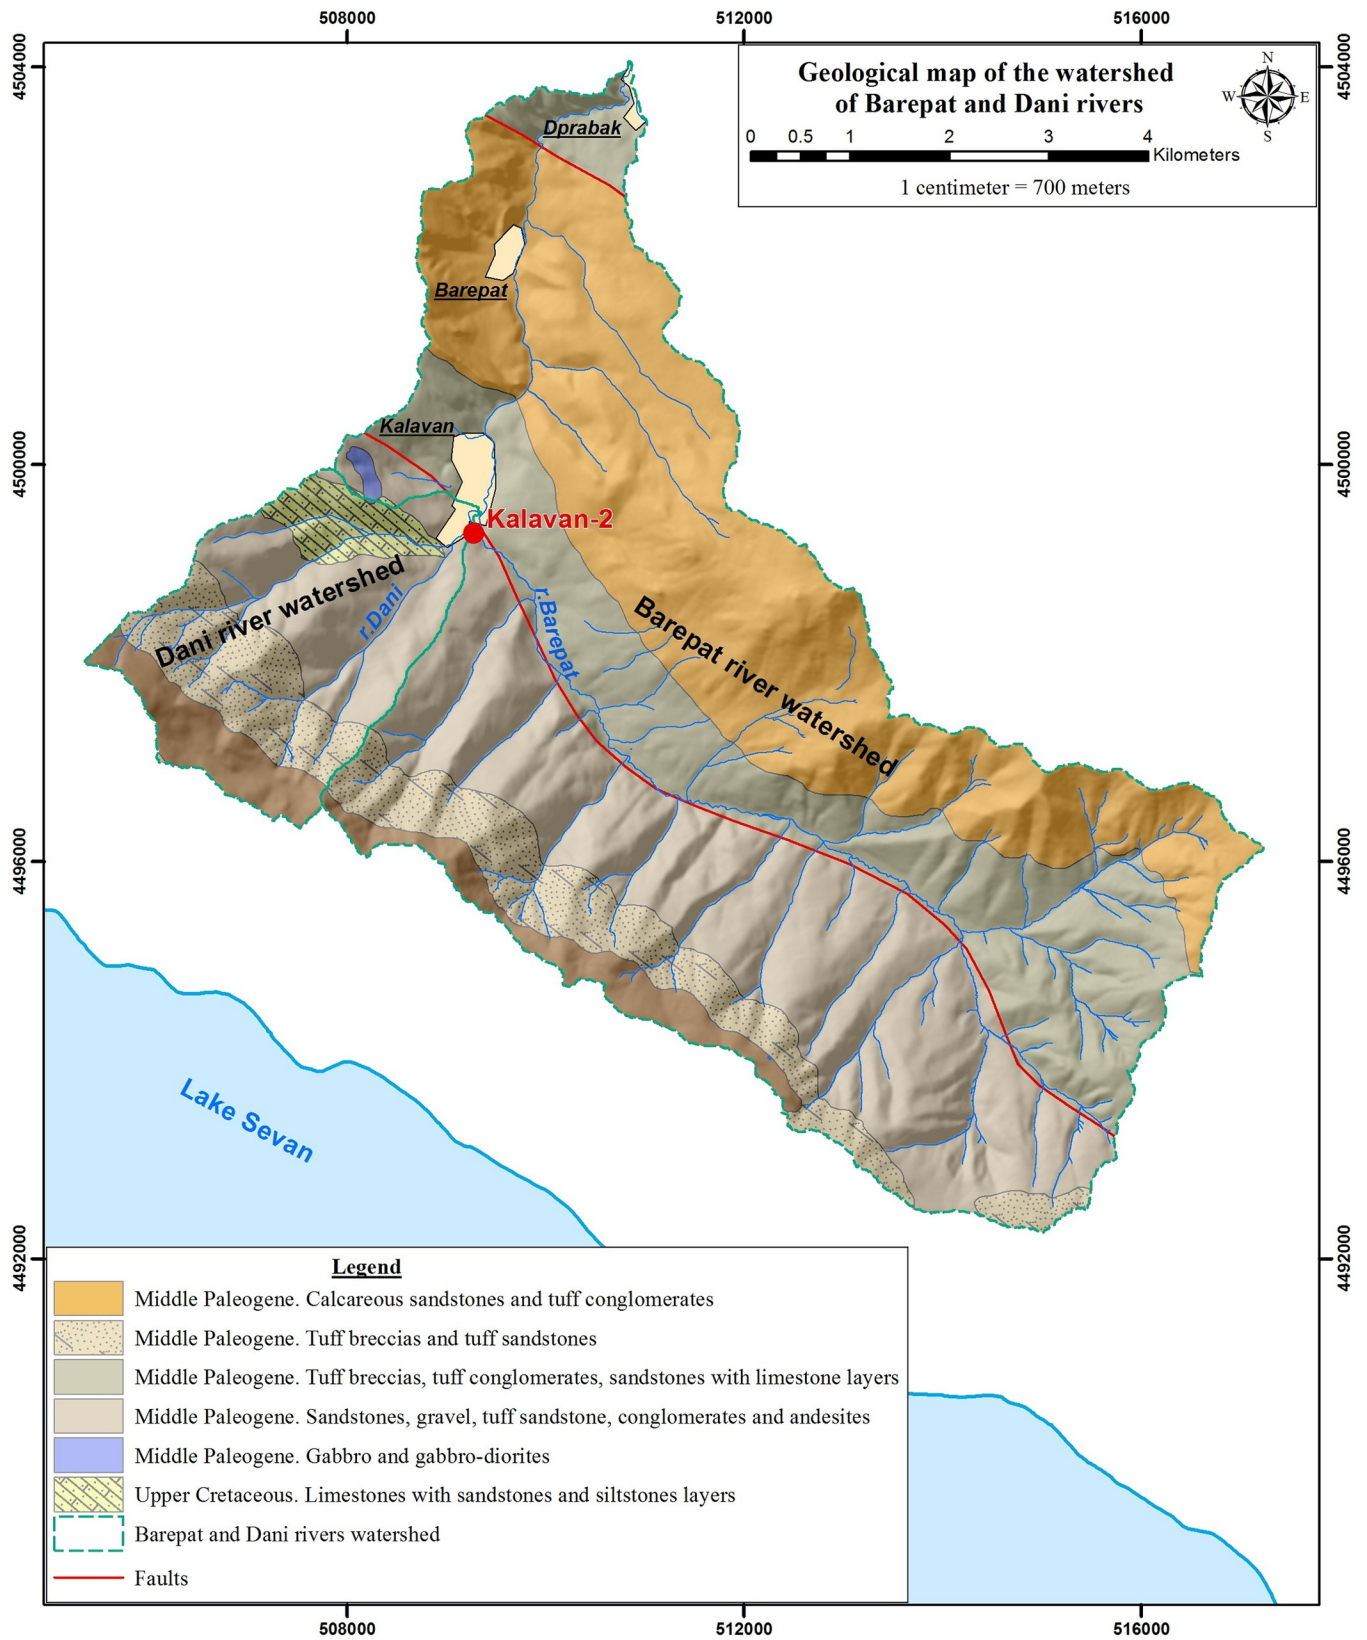 508000
512000
516000
4504000
4504000
Geological map of the watershed
of Barepat and Dani rivers
N
W
E
S
0 0.5 1 2 3 4
Kilometers
1 centimeter = 700 meters
Dprabak
Barepat
Kalavan
4500000
4500000
Kalavan-2
Dani river watershed
r.Dani
r.Barepat
Barepat river watershed
4496000
4496000
Lake Sevan
4492000
4492000
Legend
Middle Paleogene. Calcareous sandstones and tuff conglomerates
Middle Paleogene. Tuff breccias and tuff sandstones
Middle Paleogene. Tuff breccias, tuff conglomerates, sandstones with limestone layers
Middle Paleogene. Sandstones, gravel, tuff sandstone, conglomerates and andesites
Middle Paleogene. Gabbro and gabbro-diorites
Upper Cretaceous. Limestones with sandstones and siltstones layers
Barepat and Dani rivers watershed
Faults
508000
512000
516000